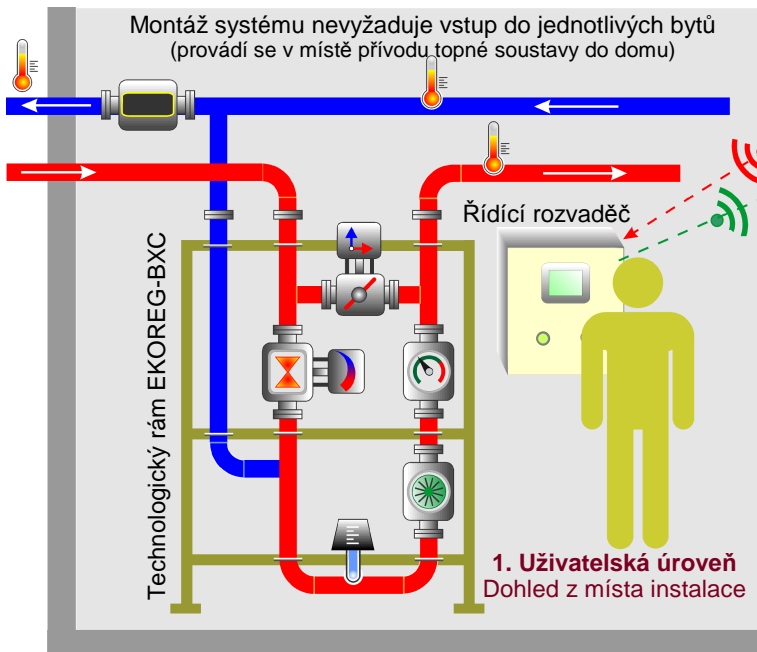 Montáž systému nevyžaduje vstup do jednotlivých bytů
(provádí se v místě přívodu topné soustavy do domu)
Řídící rozvaděč
Technologický rám EKOREG-BXC
1. Uživatelská úroveň
Dohled z místa instalace